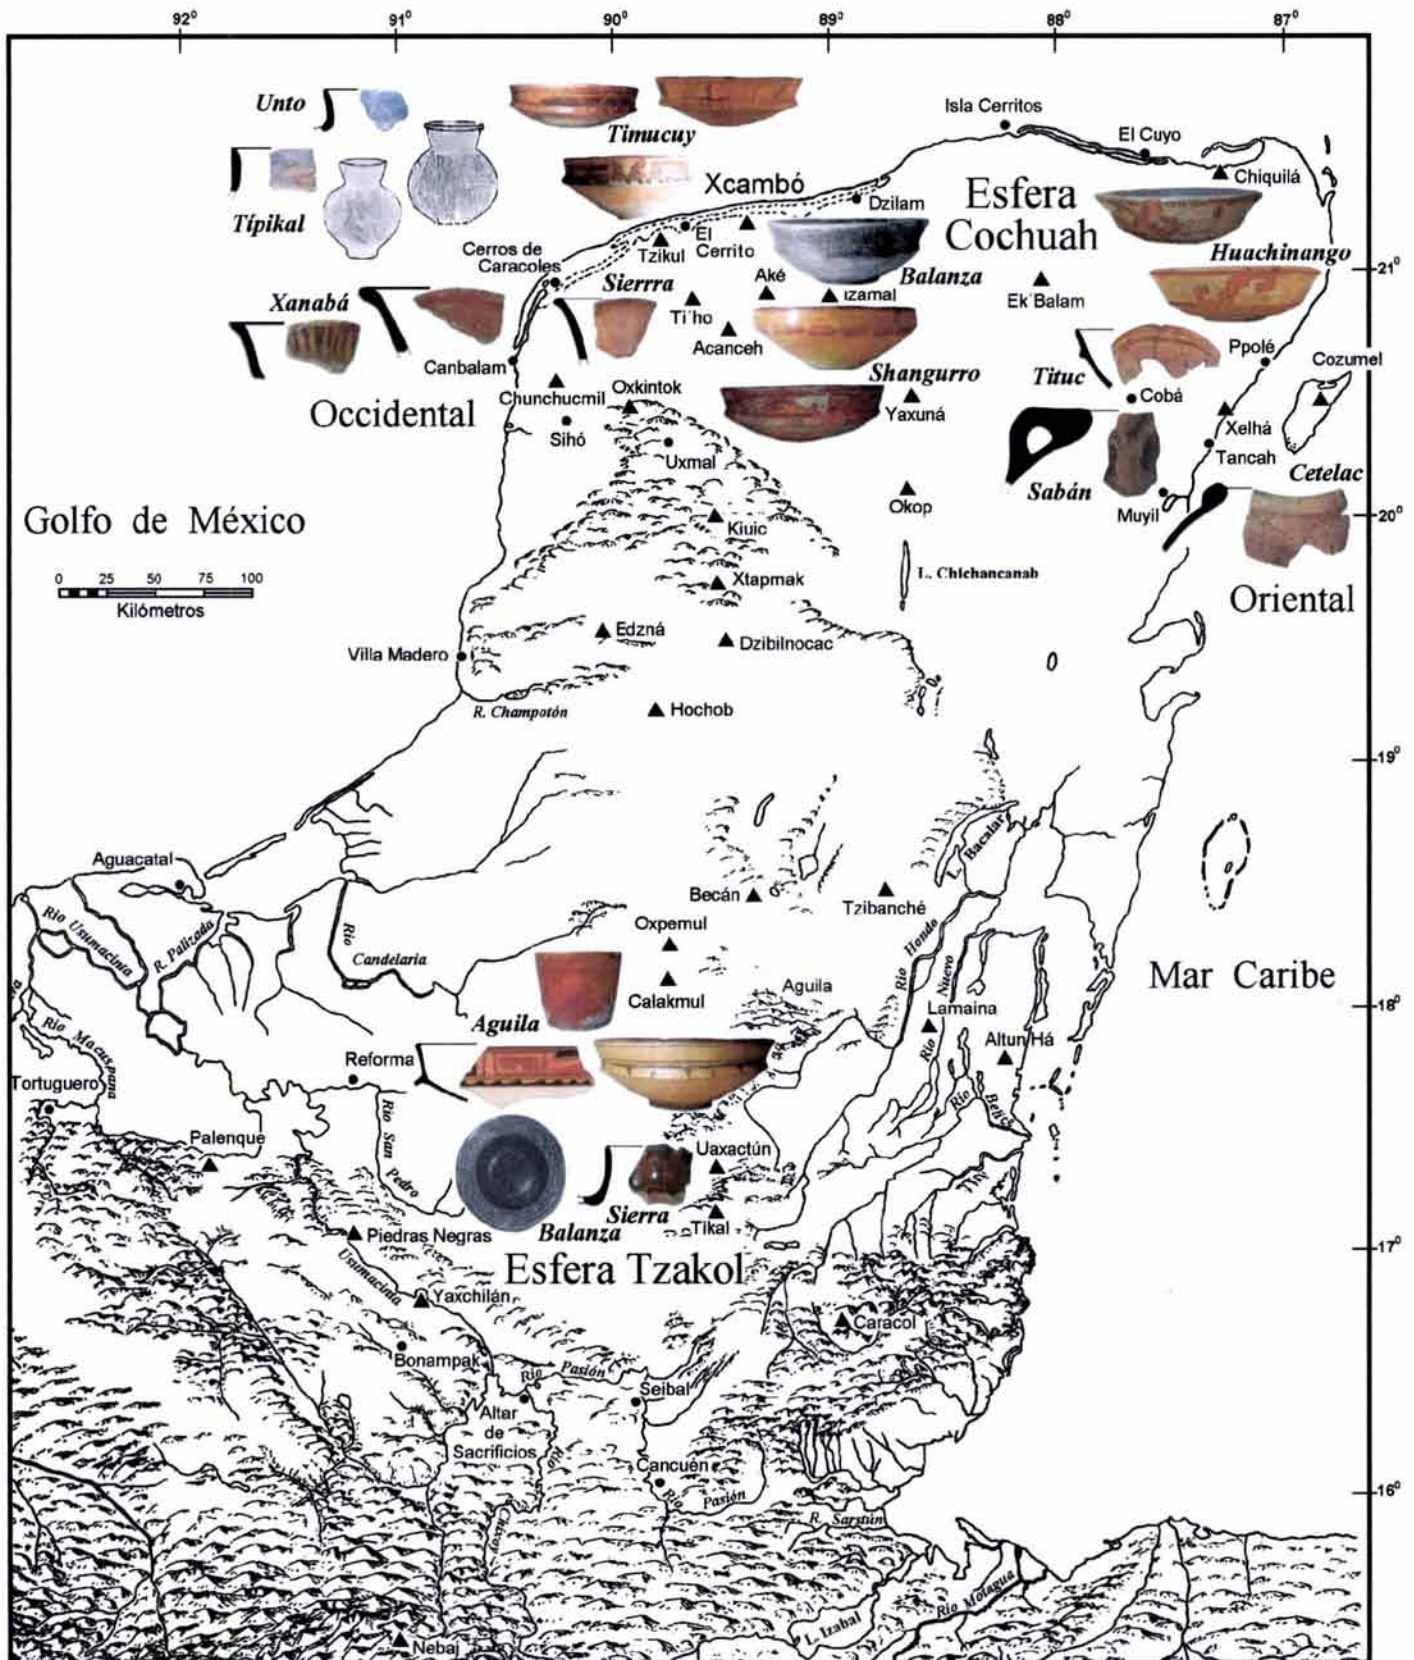 92° 91° 90° 89° 88° 87°
Unto
Timucuy
Isla Cerritos
El Cuyo
Chiquilá
Típikal
Xcambó
Dzilam
Esfera
Cochuah
Huachinango
Cerros de
Caracoles
Tzikul
El
Cerrito
21°
Xanabá
Sierrra
Aké
Balanza
Izamal
Ek´Balam
Ti´ho
Acanceh
Canbalam
Ppolé
Cozumel
Shangurro
Tituc
Chunchucmil
Oxkintok
Yaxuná
Cobá
Occidental
Sihó
Xelhá
Uxmal
Tancah
Cetelac
Sabán
Okop
Muyil
Golfo de México
Kiuic
20°
0 25 50 75 100
Kilómetros
Xtapmak
L. Chichancanab
Oriental
Edzná
Dzibilnocac
Villa Madero
R. Champotón
Hochob
19°
L. Bacalar
Aguacatal
Becán
Tzibanché
Río Usumacinta
R. Palizada
Río
Candelaria
Oxpemul
Río Hondo
Calakmul
Aguila
Río Nuevo
Mar Caribe
18°
Aguila
Lamaina
Altun Há
Río Macuspana
Reforma
Tortuguero
Río Belice
Río San Pedro
Palenque
Uaxactún
Sierra
Balanza
Tikal
Piedras Negras
17°
Esfera Tzakol
Usumacinta
Yaxchilán
Caracol
Bonampak
Río Pasión
Seibal
Altar
de
Sacrificios
Cancuén
Río
Pasión
16°
R. Sarstún
Río Chixoy
Río Motagua
L. Izabal
Nebaj